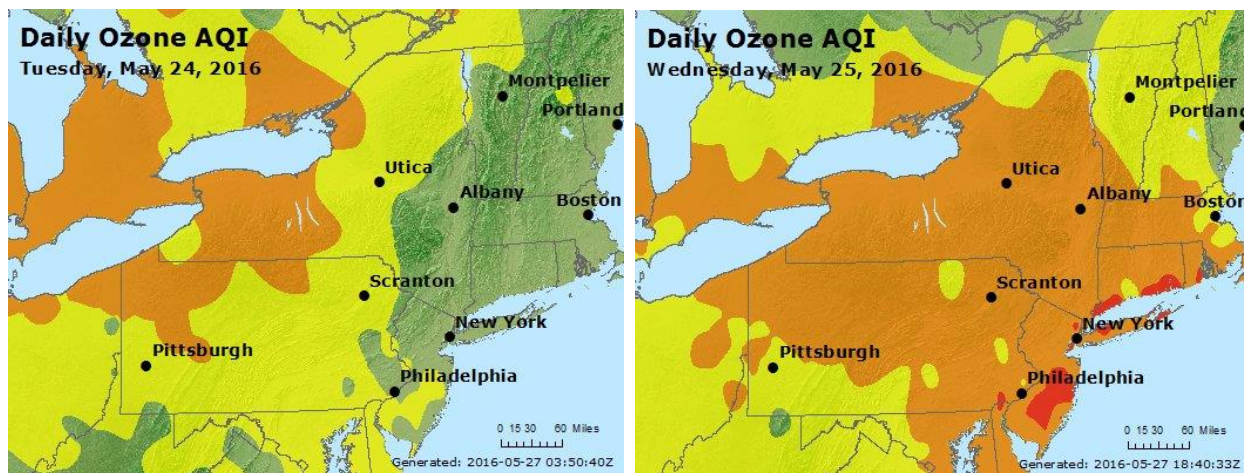 Daily Ozone AQI
Tuesday, May 24, 2016
Montpelier
Portland
Utica
Albany
Boston
Scranton
New York
Pittsburgh
Philadelphia
0 15 30 60 Miles
Generated: 2016-05-27 03:50:40Z
Daily Ozone AQI
Wednesday, May 25, 2016
Montpelier
Portland
Utica
Albany
Boston
Scranton
New York
Pittsburgh
Philadelphia
0 15 30 60 Miles
Generated: 2016-05-27 18:40:33Z